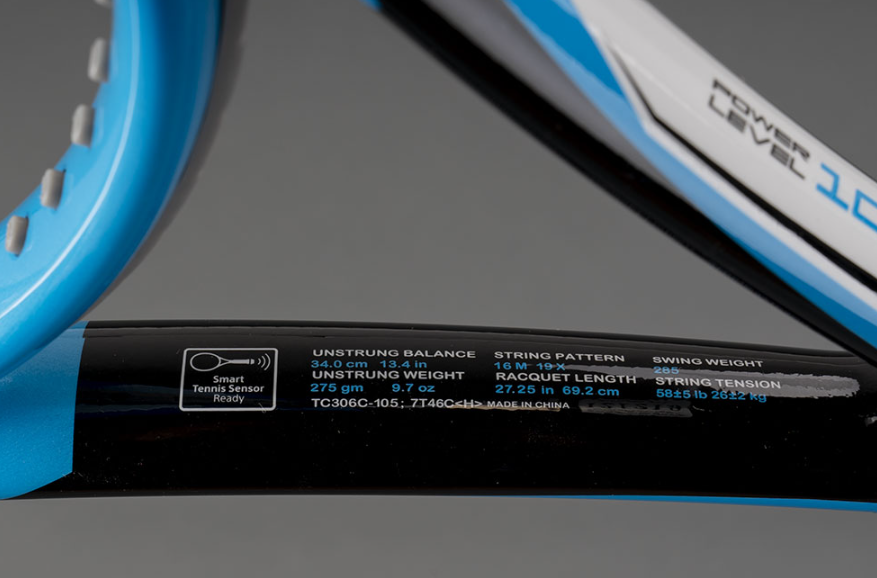 POWER
LEVEL 10
Smart
Tennis Sensor
Ready
UNSTRUNG BALANCE
34.0 cm 13.4 in
UNSTRUNG WEIGHT
275 gm 9.7 oz
TC306C-105; 7T46C<H> MADE IN CHINA
STRING PATTERN
16 M 19 X
RACQUET LENGTH
27.25 in 69.2 cm
SWING WEIGHT
285
STRING TENSION
58±5 lb 26±2 kg